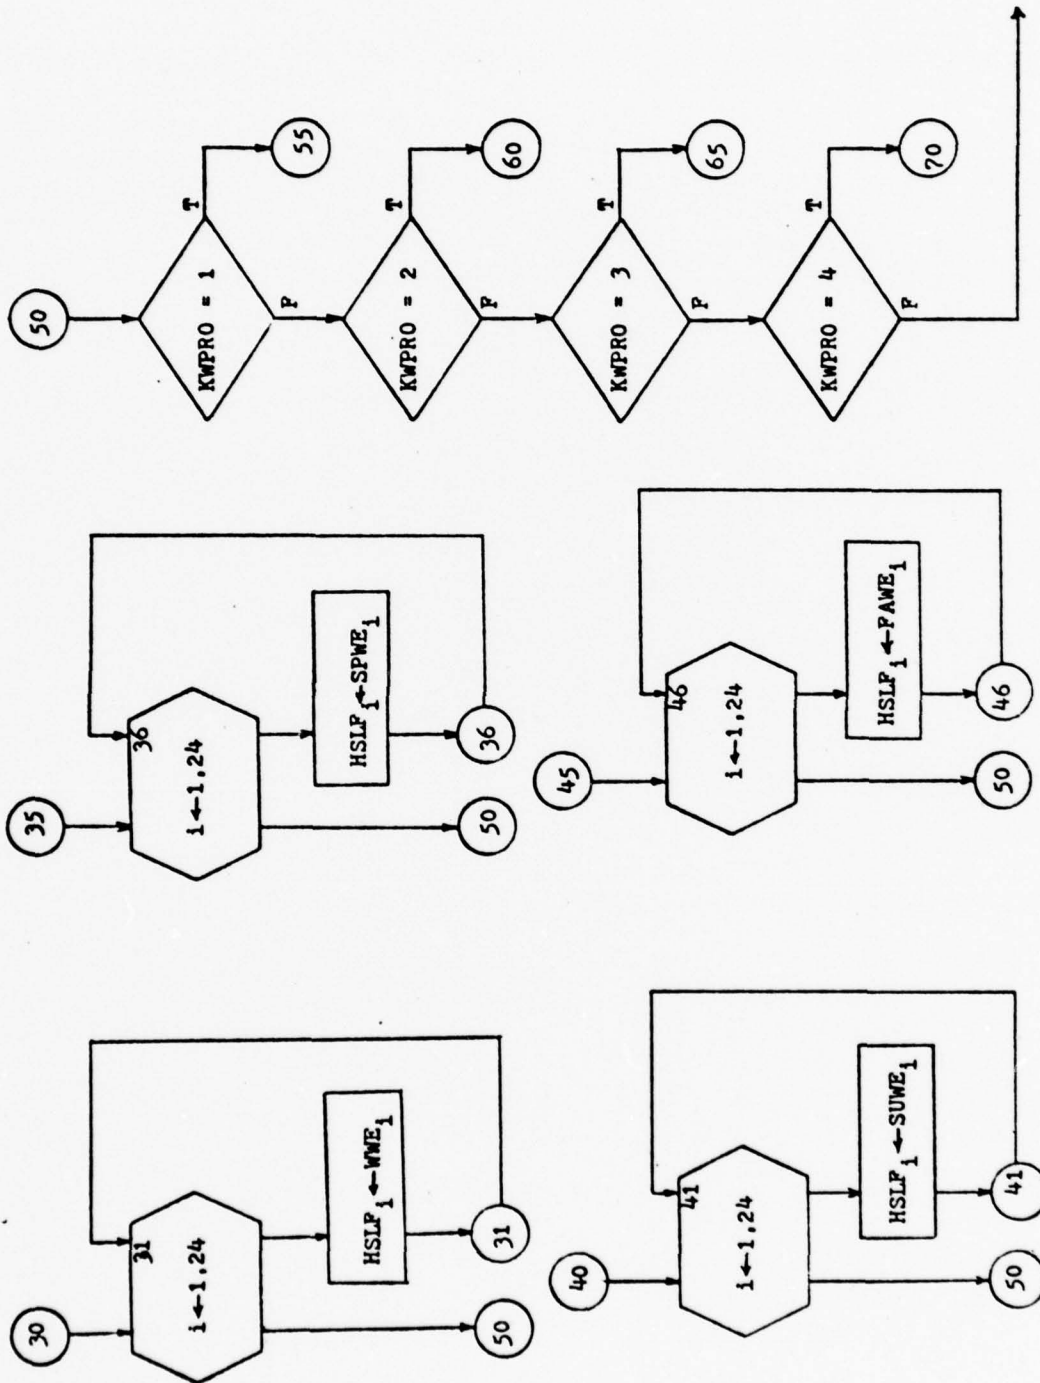 30
i←1,24
31
HSLF_i←WWE_i
31
50
35
i←1,24
36
HSLF_i←SPWE_i
36
50
40
i←1,24
41
HSLF_i←SUWE_i
41
50
45
i←1,24
46
HSLF_i←FAWE_i
46
50
50
KWPRO = 1
T
55
F
KWPRO = 2
T
60
F
KWPRO = 3
T
65
F
KWPRO = 4
T
70
F